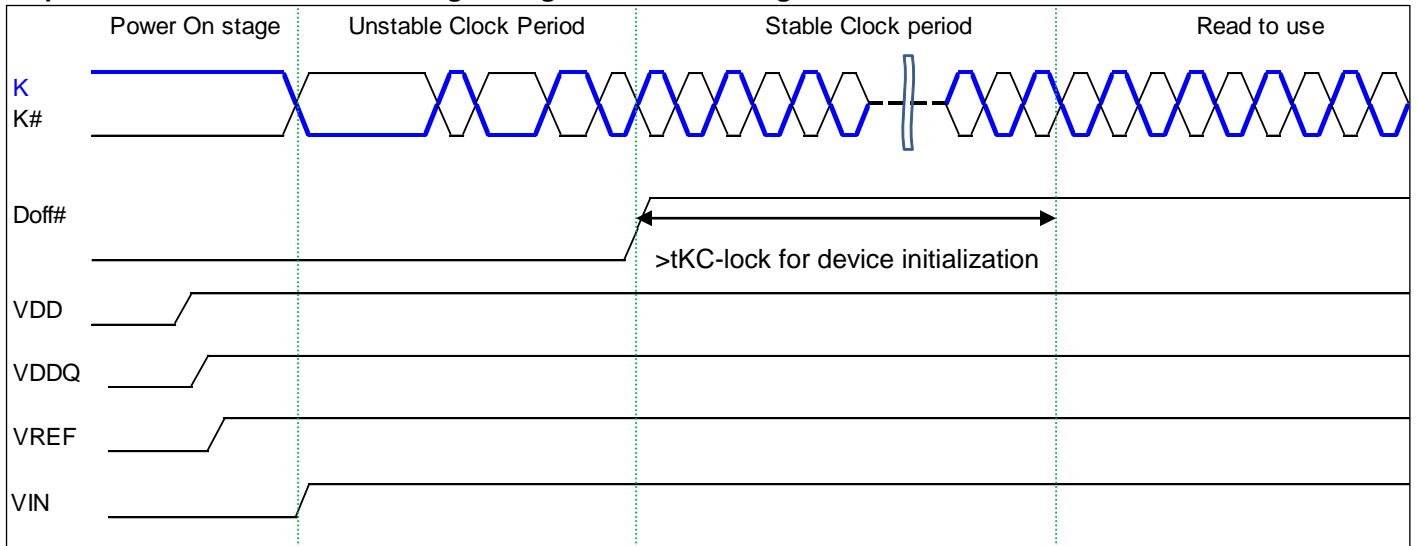 Power On stage Unstable Clock Period Stable Clock period Read to use
K
K#
Doff#
>tKC-lock for device initialization
VDD
VDDQ
VREF
VIN